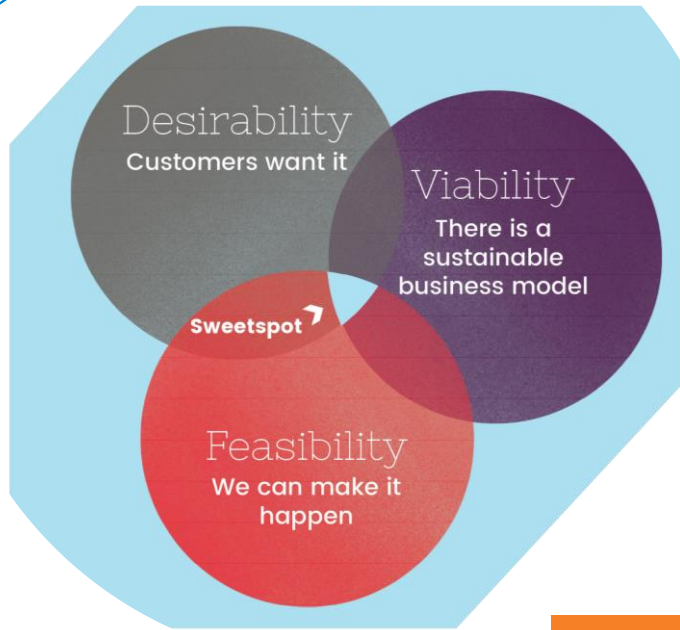 Desirability
Customers want it
Viability
There is a
sustainable
business model
Sweetspot
Feasibility
We can make it
happen